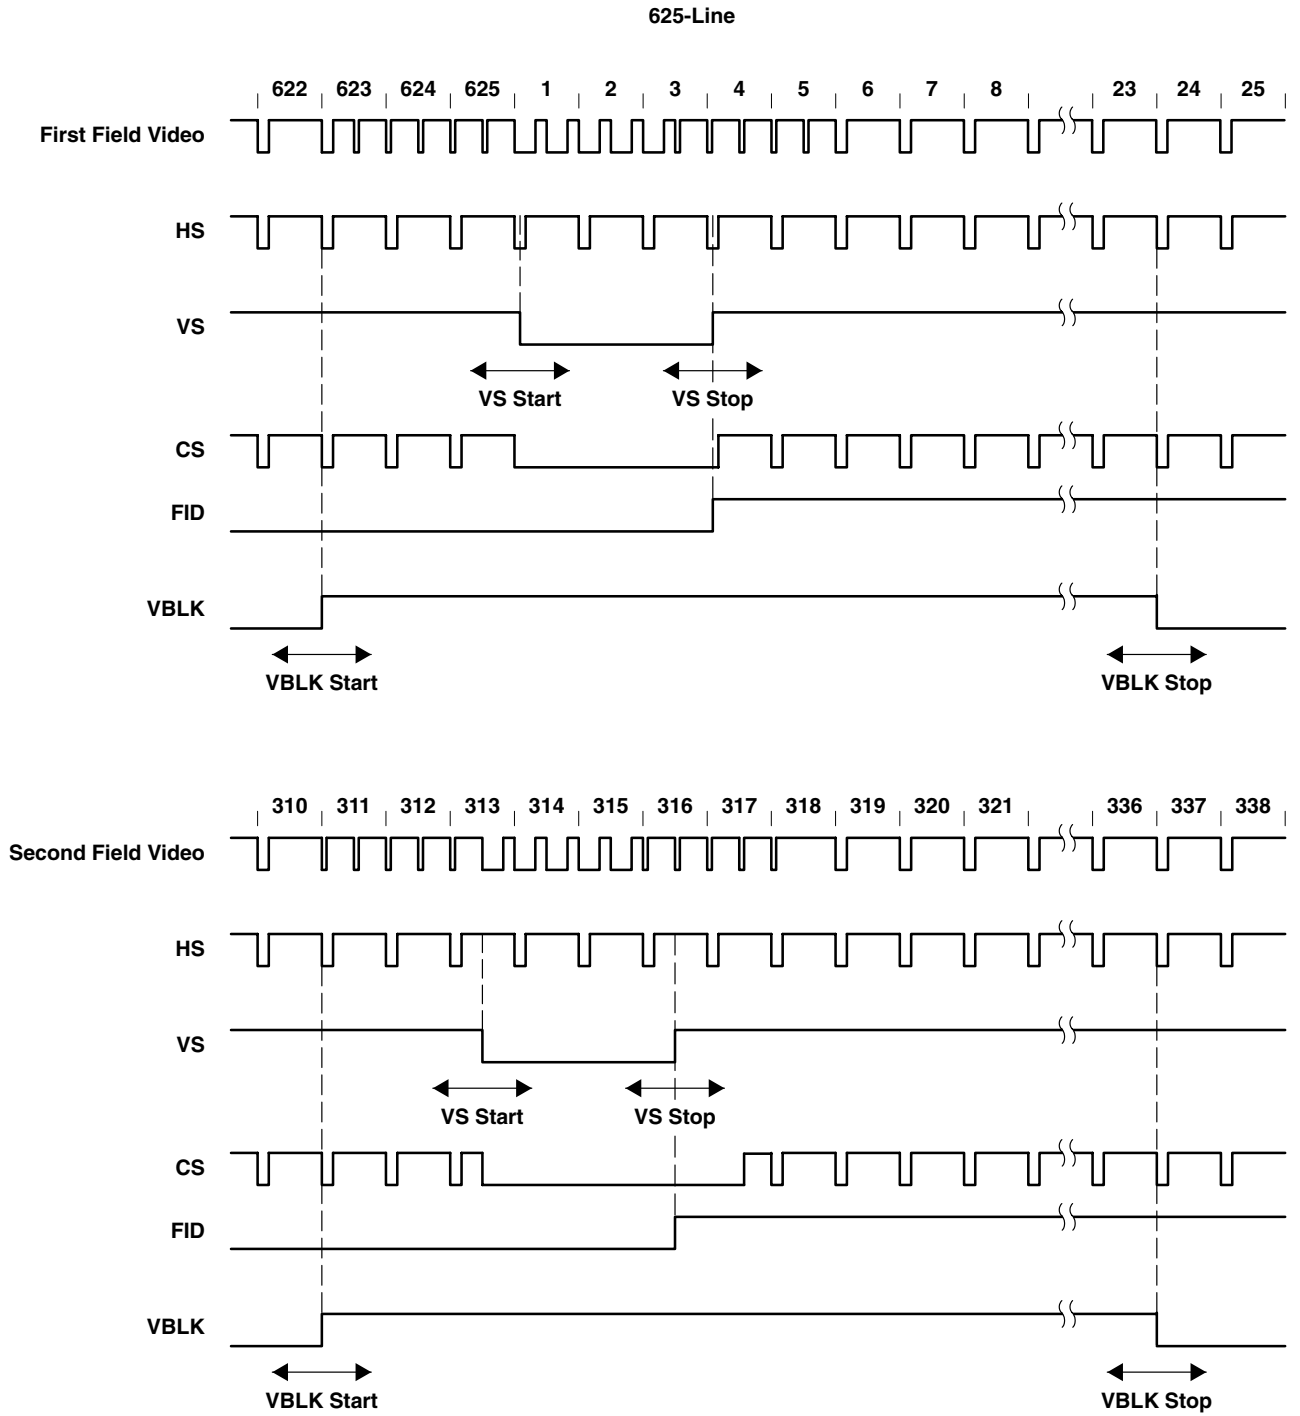 625-Line
622 623 624 625 1 2 3 4 5 6 7 8 23 24 25
First Field Video
HS
VS
VS Start VS Stop
CS
FID
VBLK
VBLK Start VBLK Stop
310 311 312 313 314 315 316 317 318 319 320 321 336 337 338
Second Field Video
HS
VS
VS Start VS Stop
CS
FID
VBLK
VBLK Start VBLK Stop